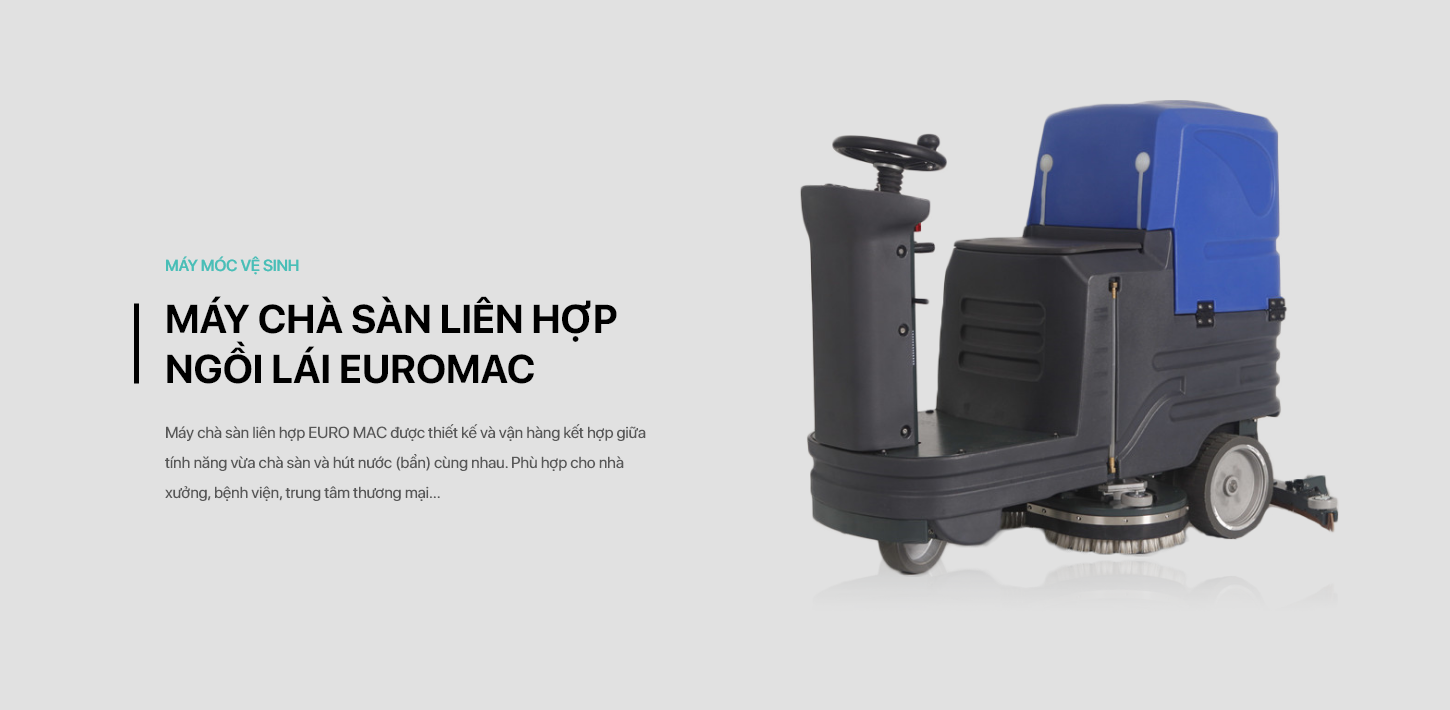 MÁY MÓC VỆ SINH
MÁY CHÀ SÀN LIÊN HỢP
NGỒI LÁI EUROMAC
Máy chà sàn liên hợp EURO MAC được thiết kế và vận hàng kết hợp giữa
tính năng vừa chà sàn và hút nước (bẩn) cùng nhau. Phù hợp cho nhà
xưởng, bệnh viện, trung tâm thương mại...